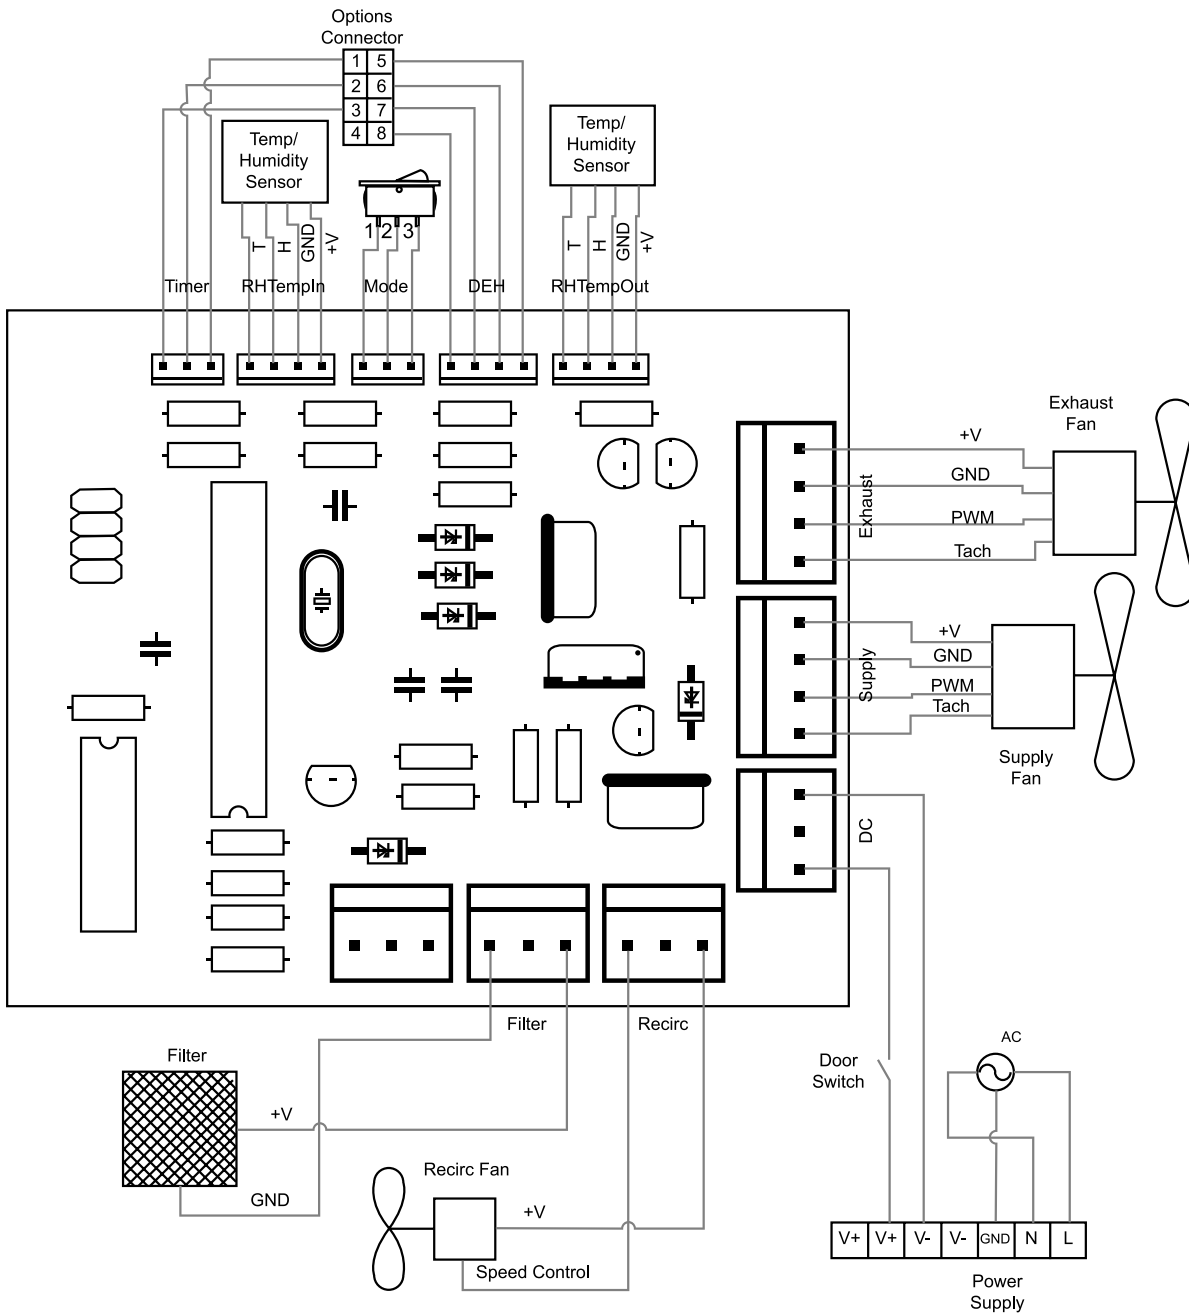 Options
Connector
1 5
2 6
3 7
4 8
Temp/
Humidity
Sensor
Temp/
Humidity
Sensor
1 2 3
T
H
GND
+V
T
H
GND
+V
Timer
RHTempIn
Mode
DEH
RHTempOut
Exhaust
Fan
+V
GND
PWM
Tach
Exhaust
+V
GND
PWM
Tach
Supply
Supply
Fan
DC
Filter
Recirc
Filter
+V
GND
Recirc Fan
+V
Speed Control
Door
Switch
AC
V+ V+ V- V- GND N L
Power
Supply